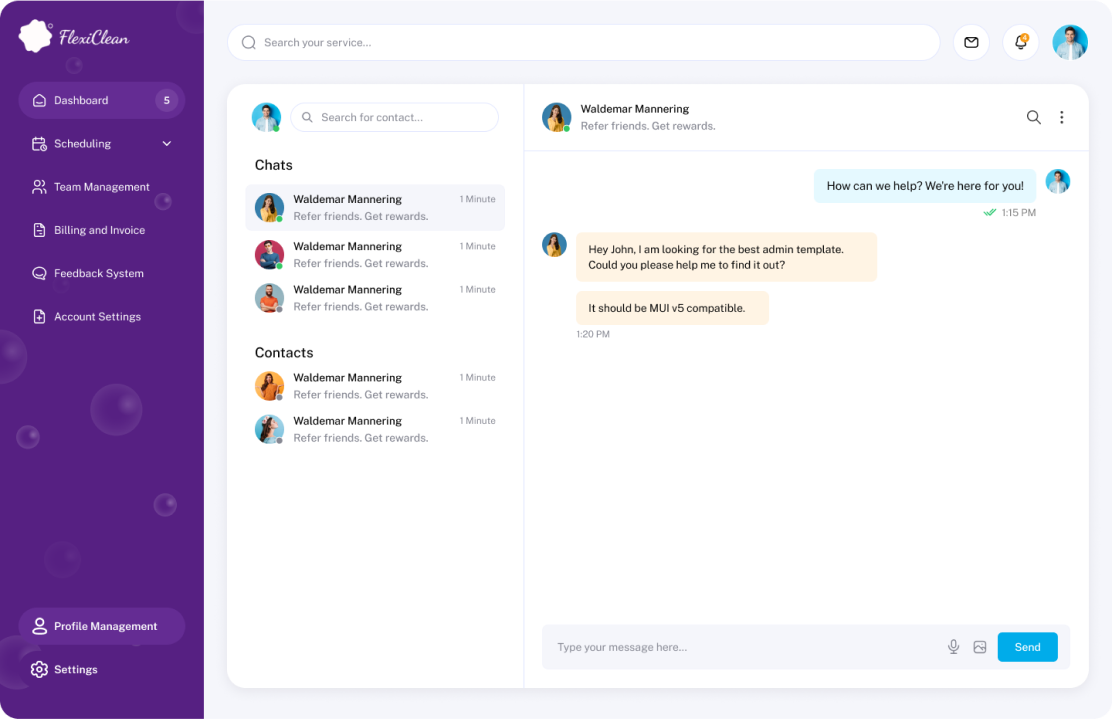 FlexiClean
Dashboard
5
Scheduling
Team Management
Billing and Invoice
Feedback System
Account Settings
Profile Management
Settings
Search your service...
4
Search for contact...
Chats
Waldemar Mannering
1 Minute
Refer friends. Get rewards.
Waldemar Mannering
1 Minute
Refer friends. Get rewards.
Waldemar Mannering
1 Minute
Refer friends. Get rewards.
Contacts
Waldemar Mannering
1 Minute
Refer friends. Get rewards.
Waldemar Mannering
1 Minute
Refer friends. Get rewards.
Waldemar Mannering
Refer friends. Get rewards.
How can we help? We're here for you!
1:15 PM
Hey John, I am looking for the best admin template.
Could you please help me to find it out?
It should be MUI v5 compatible.
1:20 PM
Type your message here...
Send